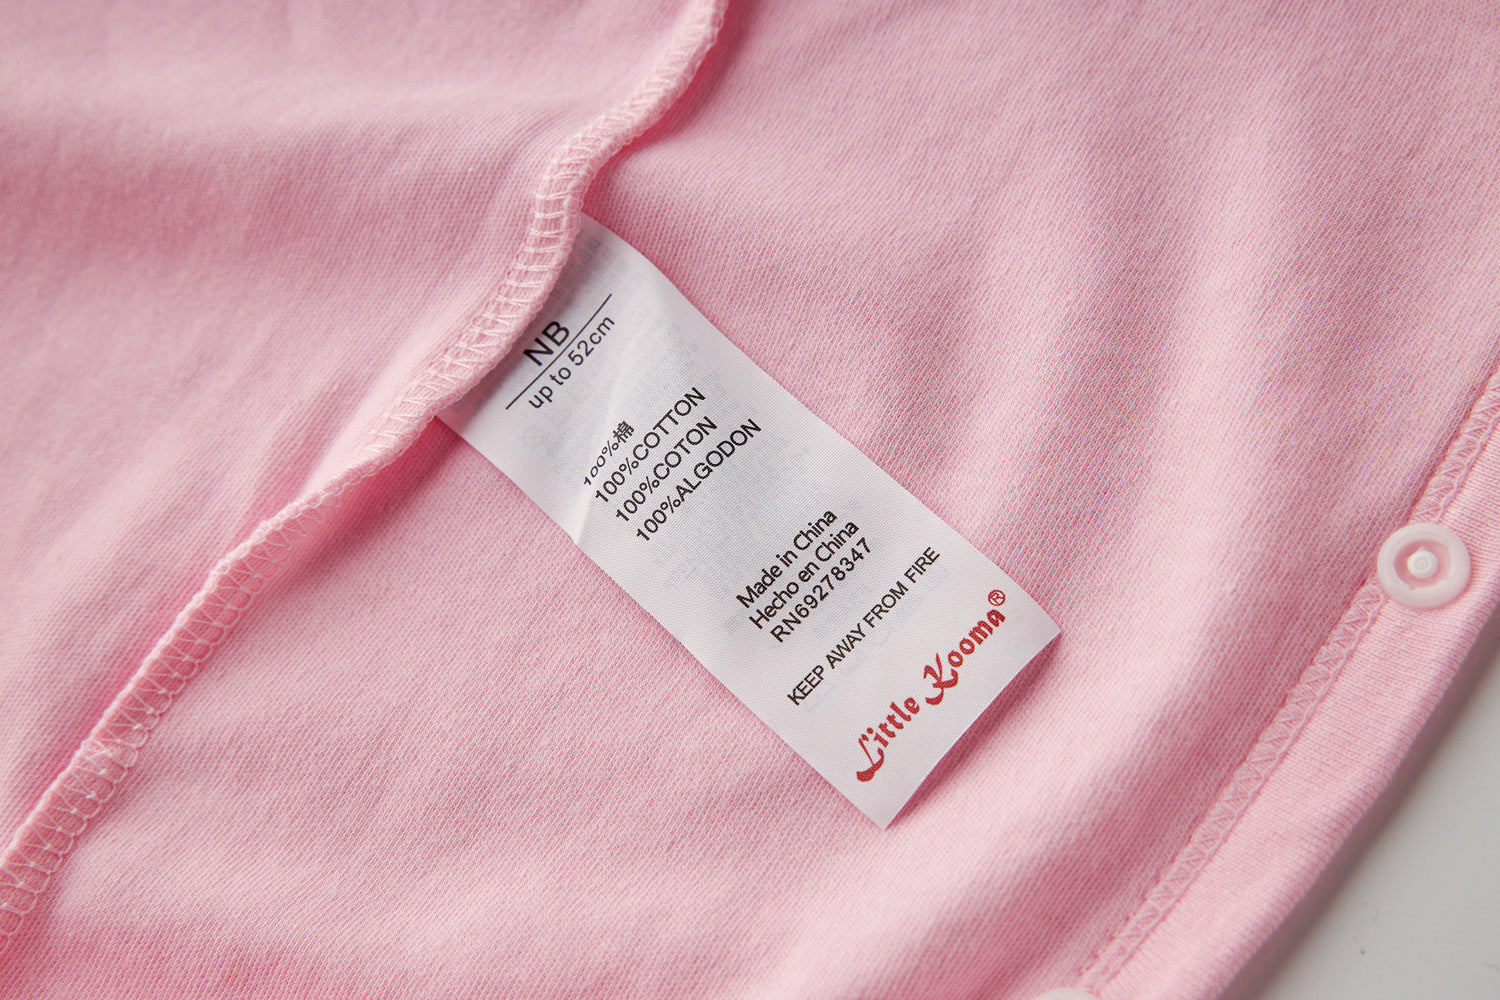 NB
up to 52cm
100%棉
100%COTTON
100%COTON
100%ALGODON
Made in China
Hecho en China
RN69278347
KEEP AWAY FROM FIRE
Little Kooma®